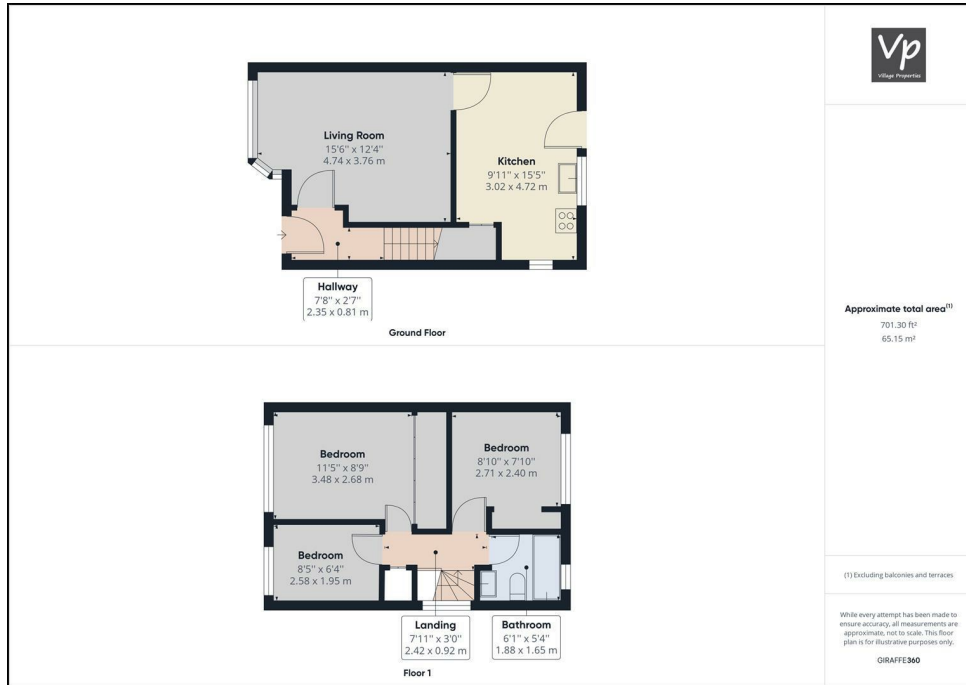 Living Room
15'6" x 12'4"
4.74 x 3.76 m
Kitchen
9'11" x 15'5"
3.02 x 4.72 m
Hallway
7'8" x 2'7"
2.35 x 0.81 m
Ground Floor
Bedroom
11'5" x 8'9"
3.48 x 2.68 m
Bedroom
8'10" x 7'10"
2.71 x 2.40 m
Bedroom
8'5" x 6'4"
2.58 x 1.95 m
Landing
7'11" x 3'0"
2.42 x 0.92 m
Bathroom
6'1" x 5'4"
1.88 x 1.65 m
Floor 1
Vp
Village Properties
Approximate total area(1)
701.30 ft²
65.15 m²
(1) Excluding balconies and terraces
While every attempt has been made to
ensure accuracy, all measurements are
approximate, not to scale. This floor
plan is for illustrative purposes only.
GIRAFFE360